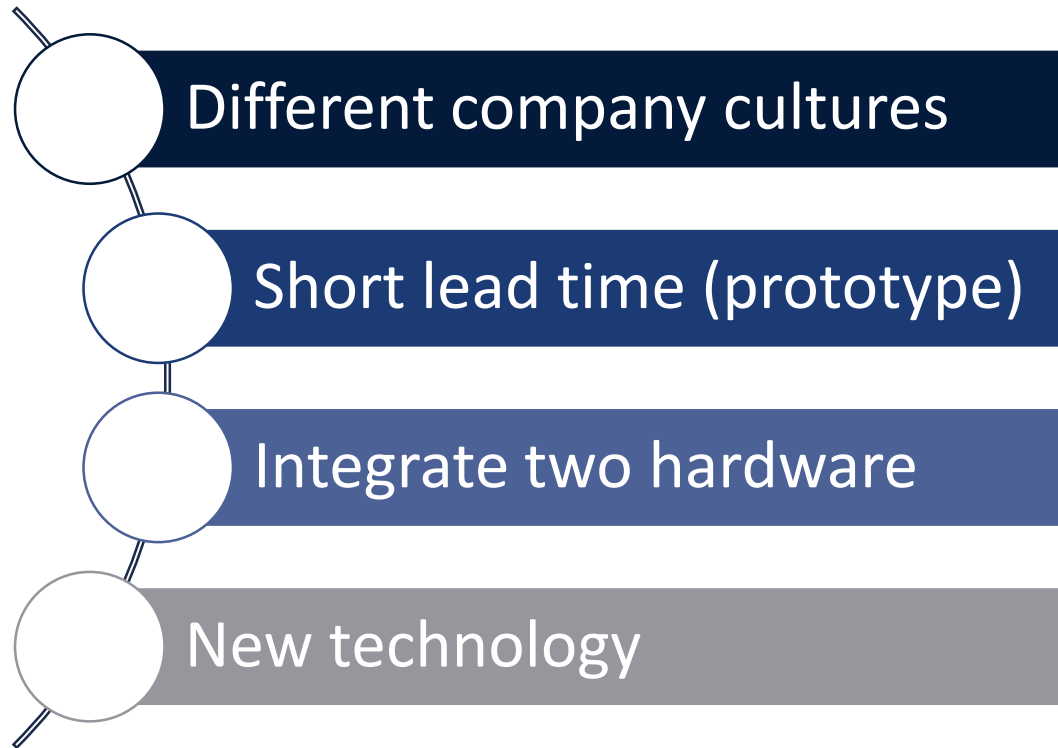 Different company cultures
Short lead time (prototype)
Integrate two hardware
New technology